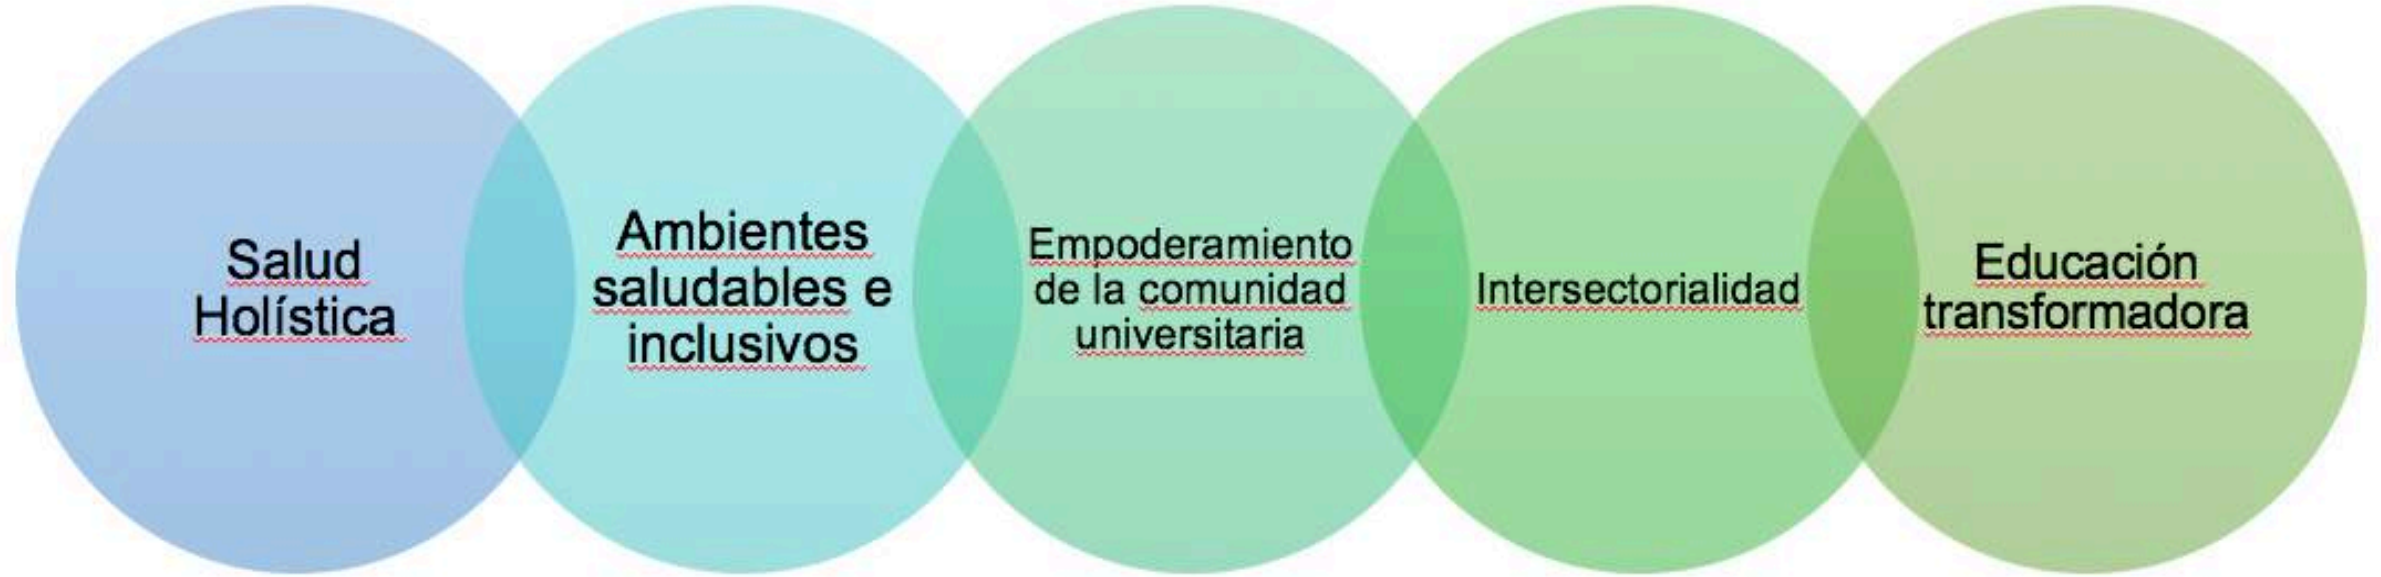 Salud
Holística
Ambientes
saludables e
inclusivos
Empoderamiento
de la comunidad
universitaria
Intersectorialidad
Educación
transformadora